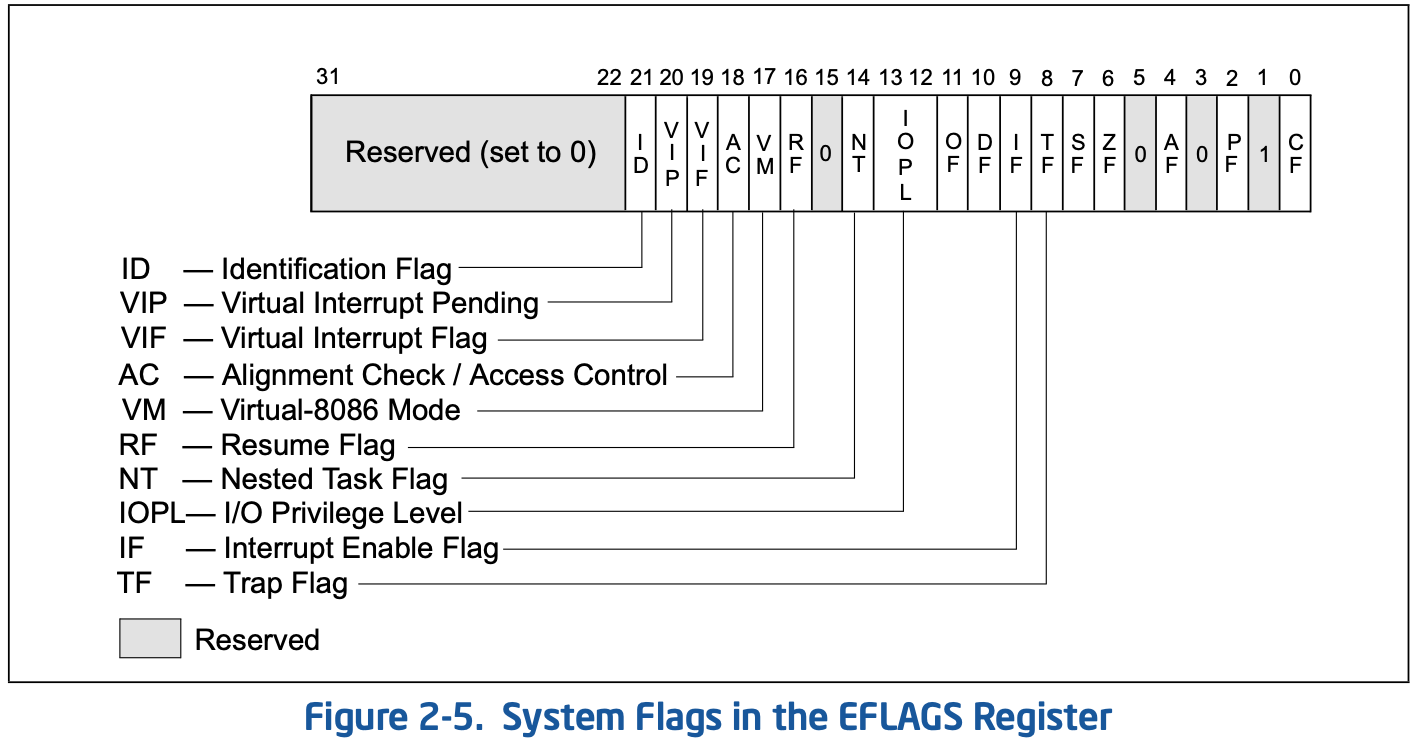 31 22 21 20 19 18 17 16 15 14 13 12 11 10 9 8 7 6 5 4 3 2 1 0
Reserved (set to 0) ID VIP VIF AC VM RF 0 NT IOPL OF DF IF TF SF ZF 0 AF 0 PF 1 CF
ID — Identification Flag
VIP — Virtual Interrupt Pending
VIF — Virtual Interrupt Flag
AC — Alignment Check / Access Control
VM — Virtual-8086 Mode
RF — Resume Flag
NT — Nested Task Flag
IOPL— I/O Privilege Level
IF — Interrupt Enable Flag
TF — Trap Flag
Reserved
Figure 2-5. System Flags in the EFLAGS Register